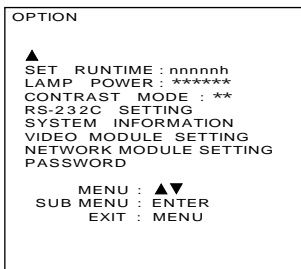 OPTION
▲
SET RUNTIME : nnnnnh
LAMP POWER : ******
CONTRAST MODE : **
RS-232C SETTING
SYSTEM INFORMATION
VIDEO MODULE SETTING
NETWORK MODULE SETTING
PASSWORD
MENU : ▲▼
SUB MENU : ENTER
EXIT : MENU